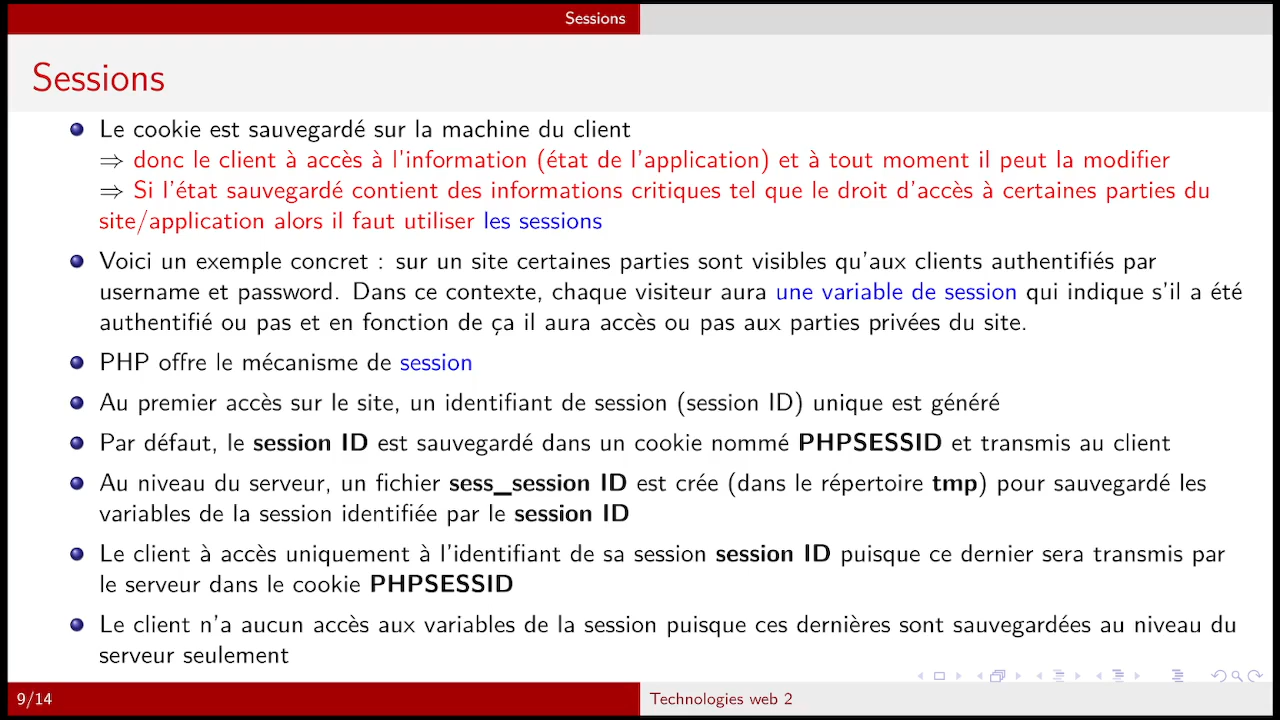 Sessions
Sessions
Le cookie est sauvegardé sur la machine du client
⇒ donc le client à accès à l'information (état de l'application) et à tout moment il peut la modifier
⇒ Si l'état sauvegardé contient des informations critiques tel que le droit d'accès à certaines parties du
site/application alors il faut utiliser les sessions
Voici un exemple concret : sur un site certaines parties sont visibles qu'aux clients authentifiés par
username et password. Dans ce contexte, chaque visiteur aura une variable de session qui indique s'il a été
authentifié ou pas et en fonction de ça il aura accès ou pas aux parties privées du site.
PHP offre le mécanisme de session
Au premier accès sur le site, un identifiant de session (session ID) unique est généré
Par défaut, le session ID est sauvegardé dans un cookie nommé PHPSESSID et transmis au client
Au niveau du serveur, un fichier sess_session ID est crée (dans le répertoire tmp) pour sauvegardé les
variables de la session identifiée par le session ID
Le client à accès uniquement à l'identifiant de sa session session ID puisque ce dernier sera transmis par
le serveur dans le cookie PHPSESSID
Le client n'a aucun accès aux variables de la session puisque ces dernières sont sauvegardées au niveau du
serveur seulement
9/14
Technologies web 2